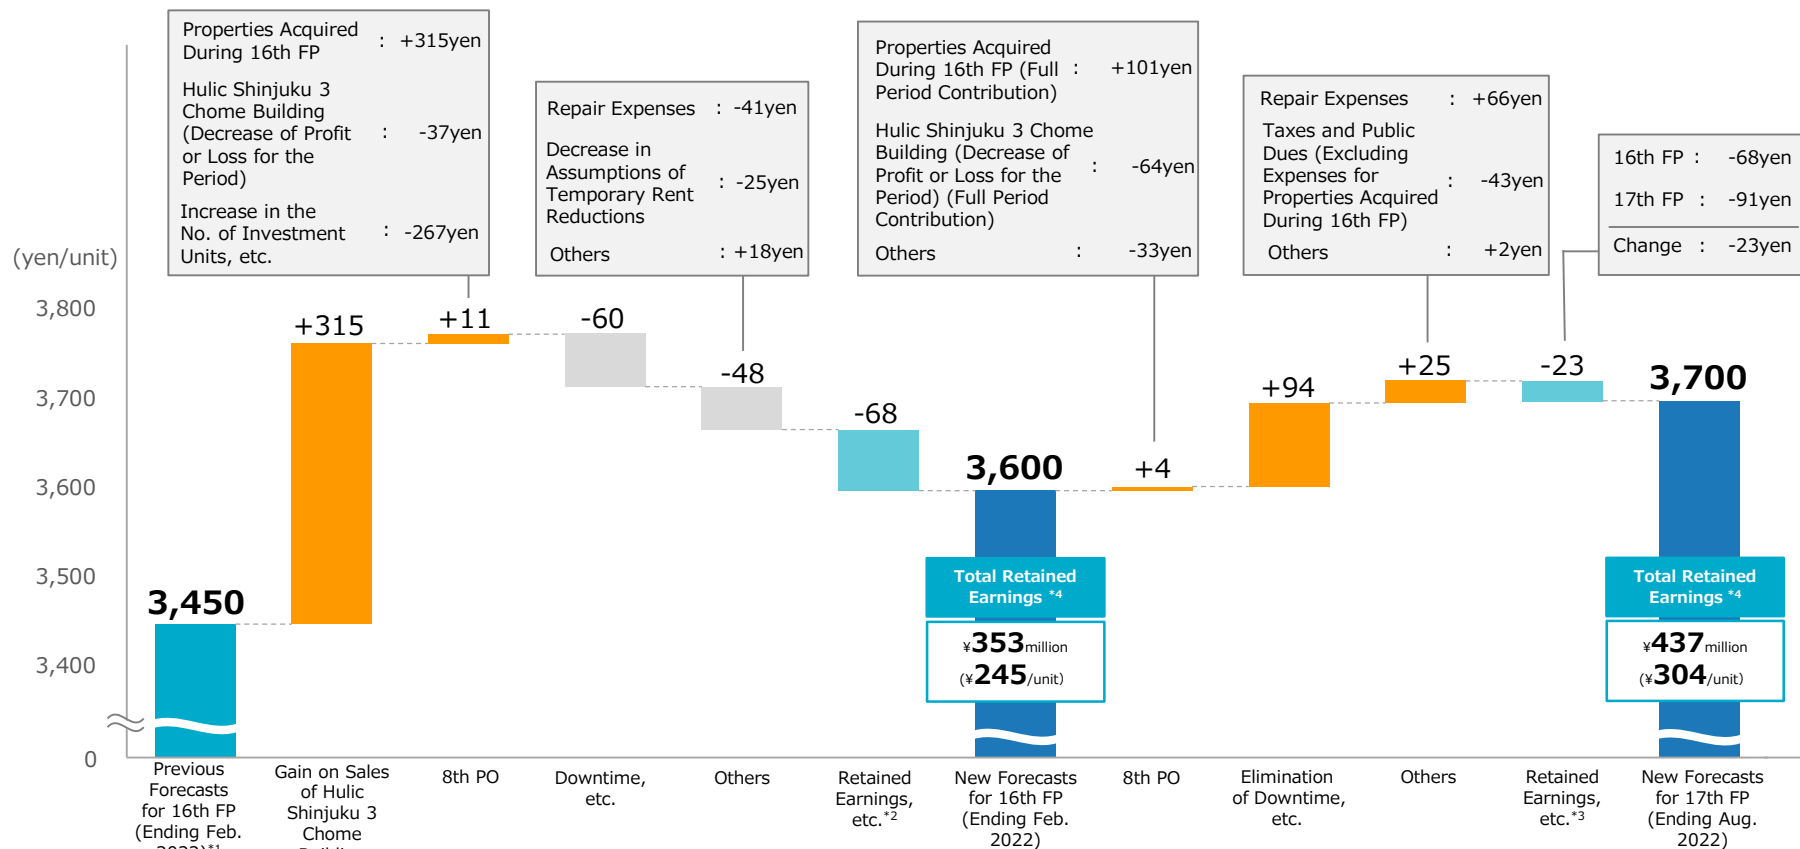 Properties Acquired
During 16th FP : +315yen
Hulic Shinjuku 3
Chome Building
(Decrease of Profit : -37yen
or Loss for the
Period)
Increase in the
No. of Investment : -267yen
Units, etc.
Repair Expenses : -41yen
Decrease in
Assumptions of
Temporary Rent : -25yen
Reductions
Others : +18yen
Properties Acquired
During 16th FP (Full : +101yen
Period Contribution)
Hulic Shinjuku 3 Chome
Building (Decrease of
Profit or Loss for the : -64yen
Period) (Full Period
Contribution)
Others : -33yen
Repair Expenses : +66yen
Taxes and Public
Dues (Excluding
Expenses for : -43yen
Properties Acquired
During 16th FP)
Others : +2yen
16th FP : -68yen
17th FP : -91yen
Change : -23yen
(yen/unit)
3,800
3,700
3,600
3,500
3,400
0
3,450
+315
+11
-60
-48
-68
3,600
+4
+94
+25
-23
3,700
Total Retained
Earnings *4
¥353million
(¥245/unit)
Total Retained
Earnings *4
¥437million
(¥304/unit)
Previous
Forecasts
for 16th FP
(Ending Feb.
2022)*1
Gain on Sales
of Hulic
Shinjuku 3
Chome
8th PO
Downtime,
etc.
Others
Retained
Earnings,
etc.*2
New Forecasts
for 16th FP
(Ending Feb.
2022)
8th PO
Elimination
of Downtime,
etc.
Others
Retained
Earnings,
etc.*3
New Forecasts
for 17th FP
(Ending Aug.
2022)